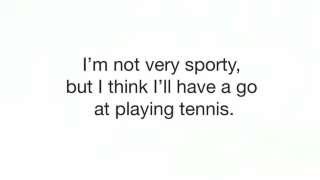 I’m not very sporty,
but I think I’ll have a go
at playing tennis.